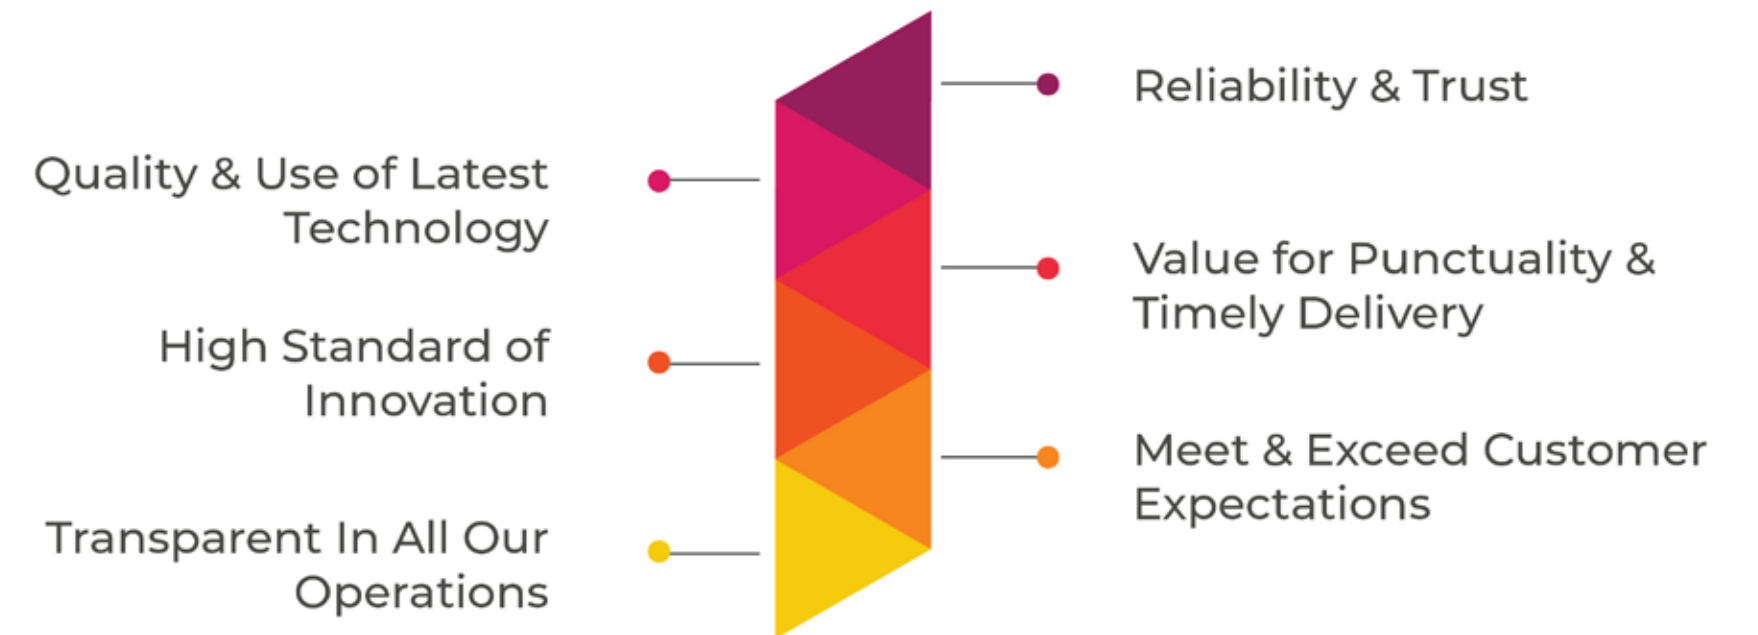 Reliability & Trust
Quality & Use of Latest
Technology
Value for Punctuality &
Timely Delivery
High Standard of
Innovation
Meet & Exceed Customer
Expectations
Transparent In All Our
Operations